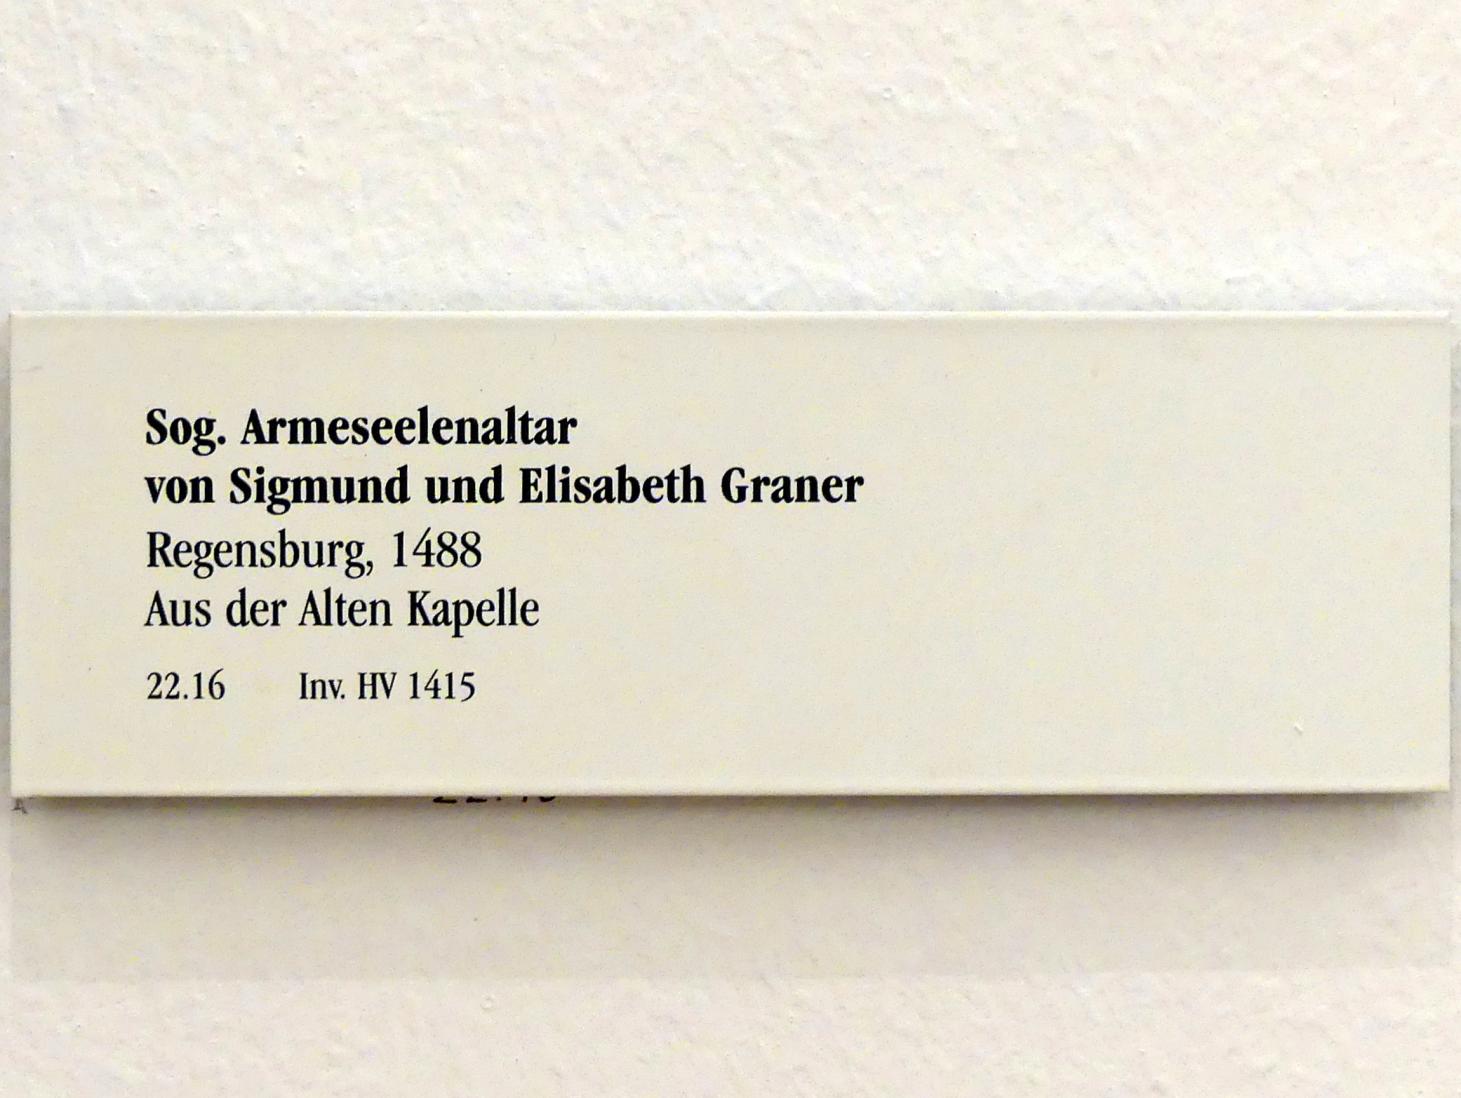 Sog. Armeseelenaltar
von Sigmund und Elisabeth Graner
Regensburg, 1488
Aus der Alten Kapelle
22.16 Inv. HV 1415